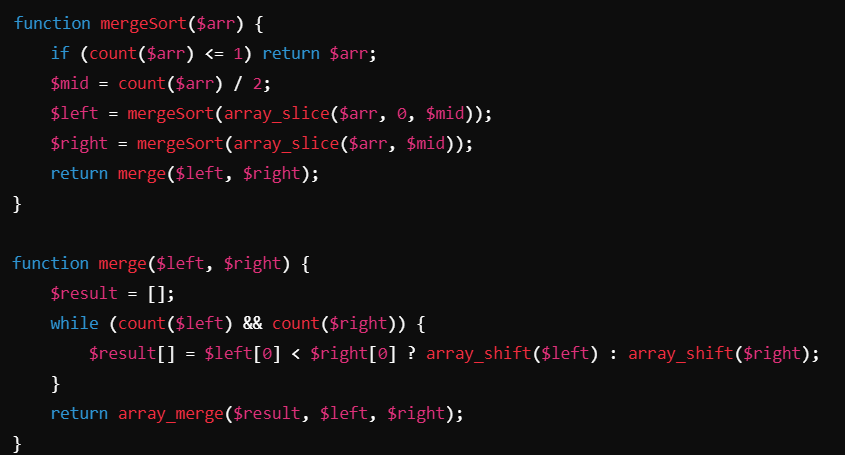 function mergeSort($arr) {
    if (count($arr) <= 1) return $arr;
    $mid = count($arr) / 2;
    $left = mergeSort(array_slice($arr, 0, $mid));
    $right = mergeSort(array_slice($arr, $mid));
    return merge($left, $right);
}

function merge($left, $right) {
    $result = [];
    while (count($left) && count($right)) {
        $result[] = $left[0] < $right[0] ? array_shift($left) : array_shift($right);
    }
    return array_merge($result, $left, $right);
}